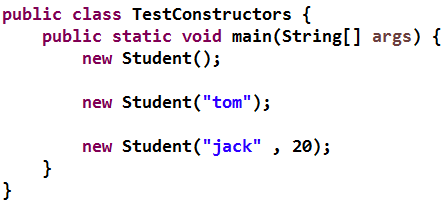 public class TestConstructors {
    public static void main(String[] args) {
        new Student();
        new Student("tom");
        new Student("jack" , 20);
    }
}